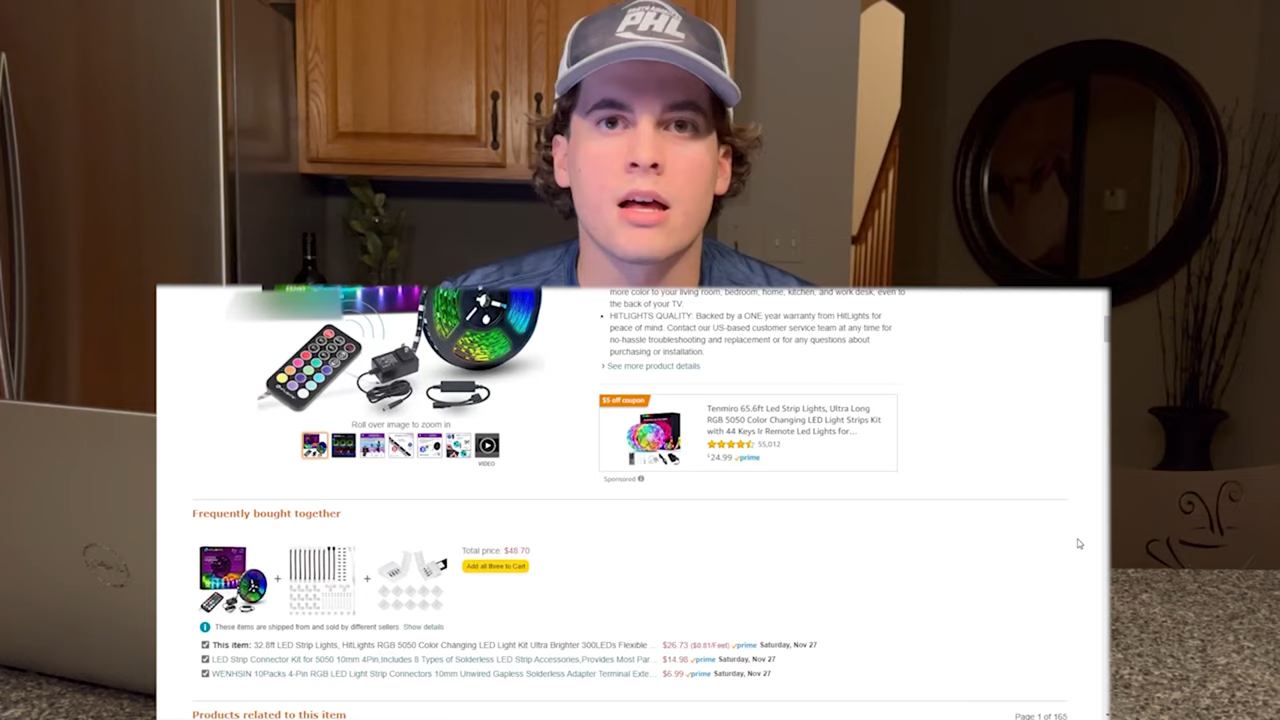 PHL
more color to your living room, bedroom, home, kitchen, and work desk, even to
the back of your TV.
• HITLIGHTS QUALITY: Backed by a ONE year warranty from HitLights for
peace of mind. Contact our US-based customer service team at any time for
no-hassle troubleshooting and replacement or for any questions about
purchasing or installation.
› See more product details
$5 off coupon
Tenmiro 65.6ft Led Strip Lights, Ultra Long
RGB 5050 Color Changing LED Light Strips Kit
with 44 Keys Ir Remote Led Lights for…
55,012
$24.99 prime
Sponsored
Roll over image to zoom in
VIDEO
Frequently bought together
+
+
Total price: $48.70
Add all three to Cart
These items are shipped from and sold by different sellers. Show details
This item: 32.8ft LED Strip Lights, HitLights RGB 5050 Color Changing LED Light Kit Ultra Brighter 300LEDs Flexible ... $26.73 ($0.81/Feet) prime Saturday, Nov 27
LED Strip Connector Kit for 5050 10mm 4Pin,Includes 8 Types of Solderless LED Strip Accessories,Provides Most Par... $14.98 prime Saturday, Nov 27
WENHSIN 10Packs 4-Pin RGB LED Light Strip Connectors 10mm Unwired Gapless Solderless Adapter Terminal Exte... $6.99 prime Saturday, Nov 27
Products related to this item
Page 1 of 165